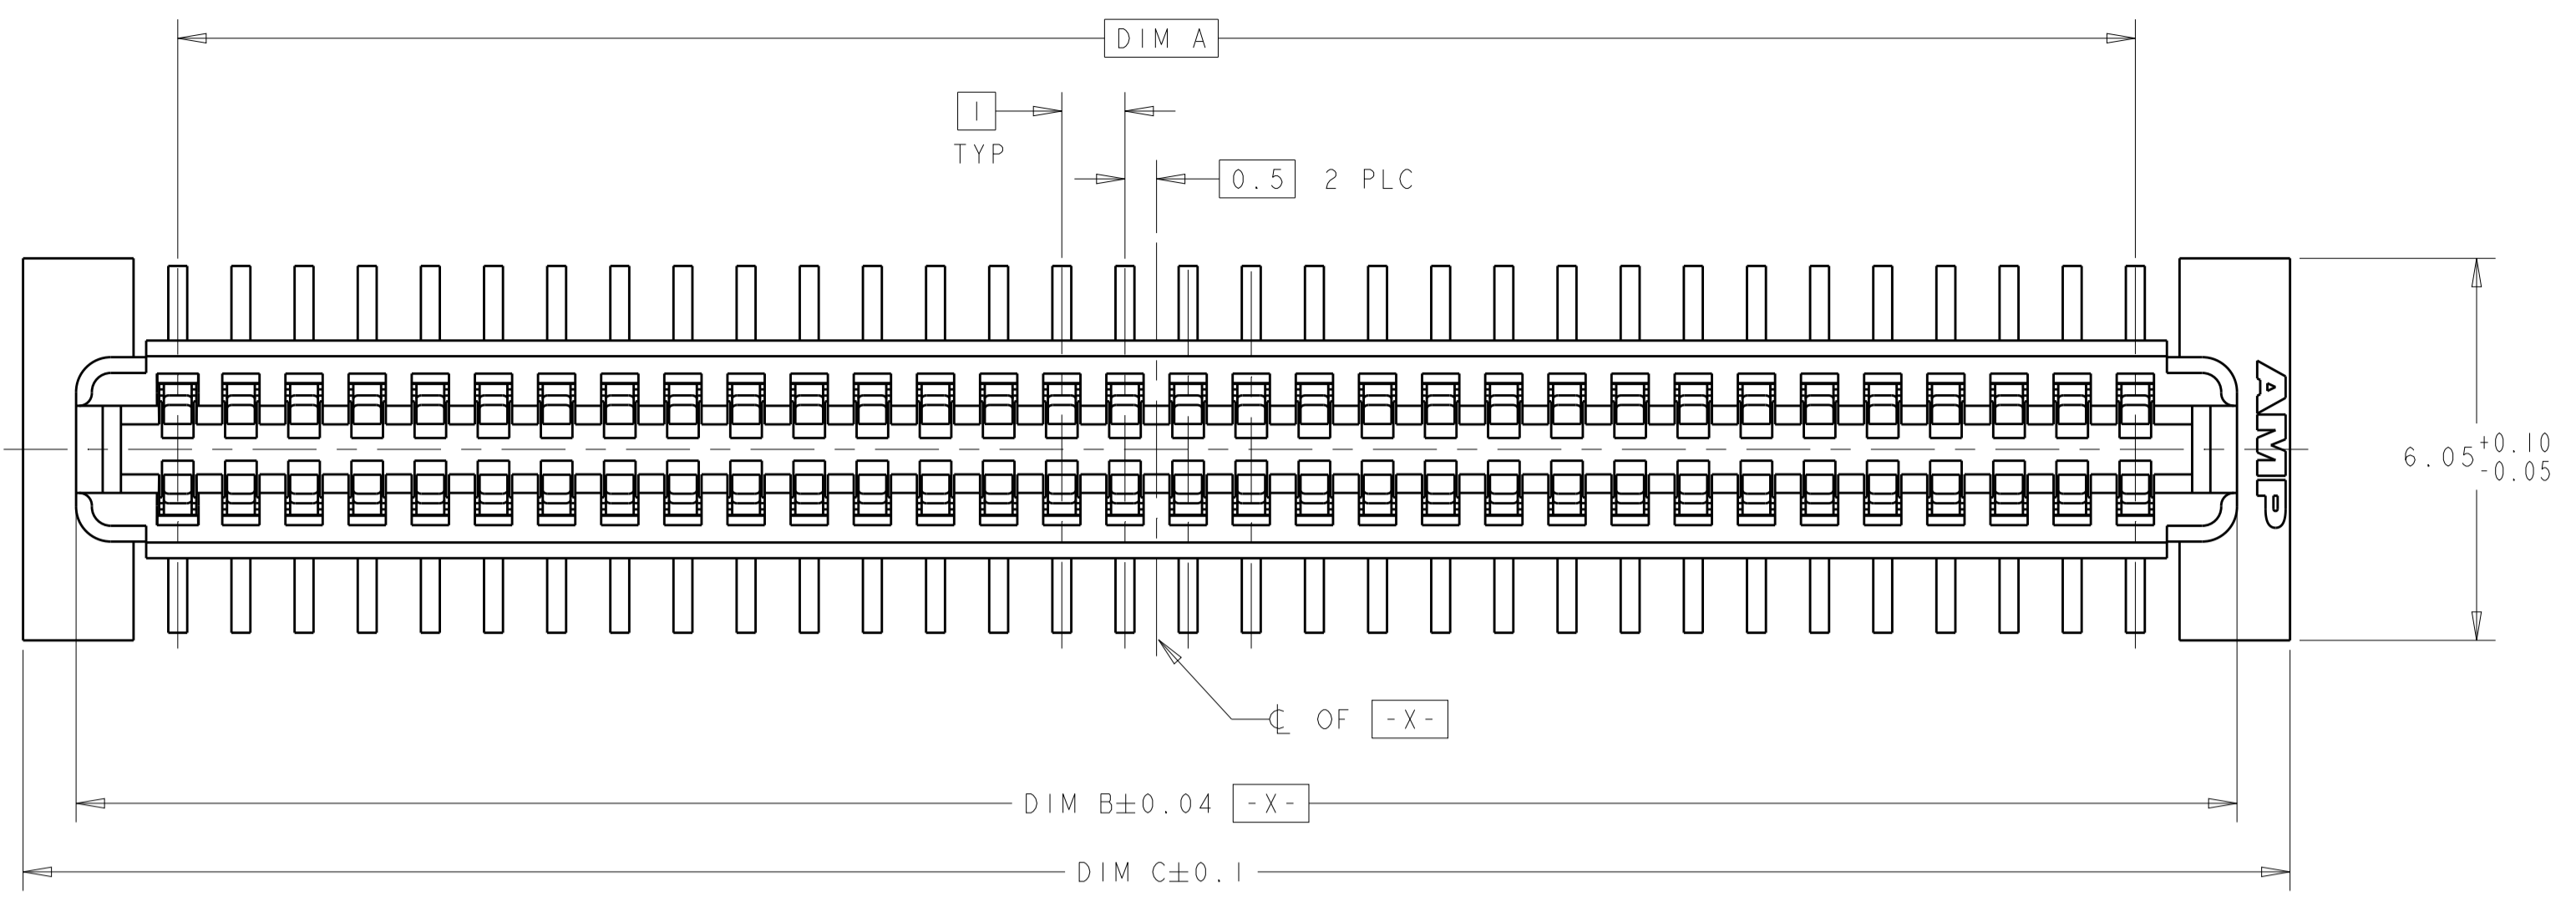 DIM A
1
TYP
0.5 2 PLC
AMP
6.05 +0.10
-0.05
℄ OF -X-
DIM B±0.04 -X-
DIM C±0.1